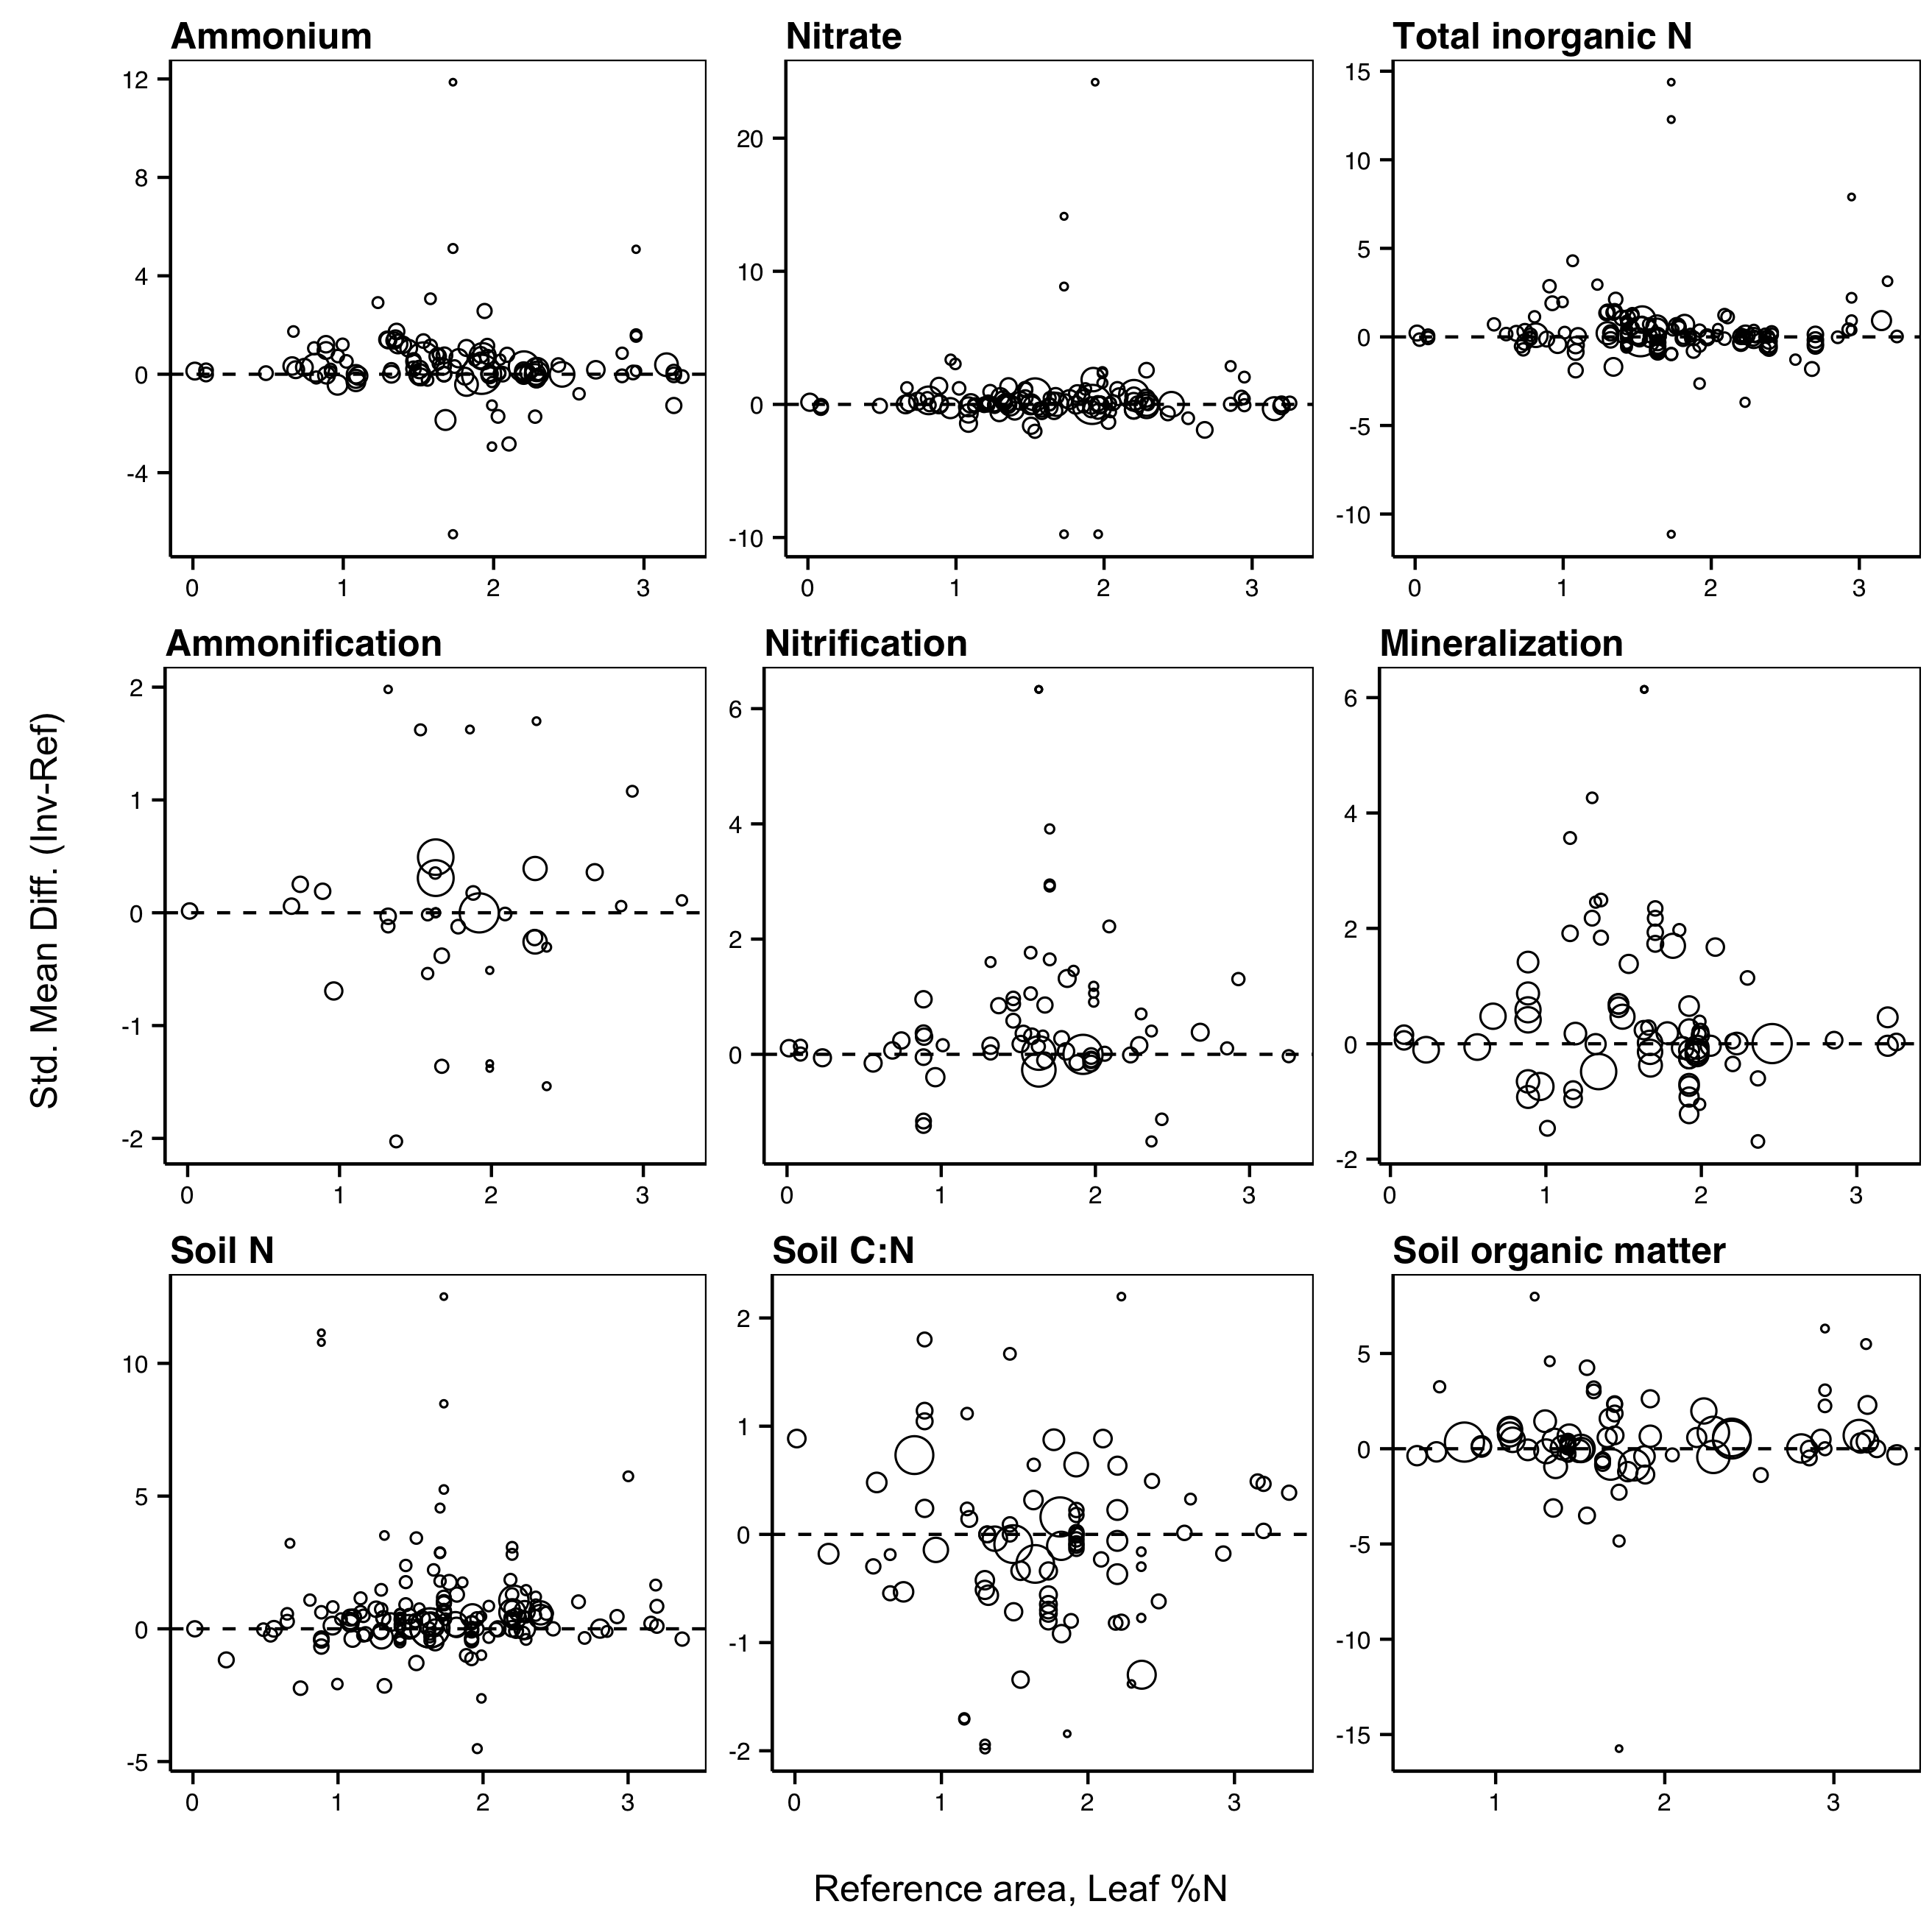 Ammonium Nitrate Total inorganic N
12 8 4 0 -4
20 10 0 -10
15 10 5 0 -5 -10
0 1 2 3 0 1 2 3 0 1 2 3
Ammonification Nitrification Mineralization
Std. Mean Diff. (Inv-Ref)
2 1 0 -1 -2
6 4 2 0
6 4 2 0 -2
0 1 2 3 0 1 2 3 0 1 2 3
Soil N Soil C:N Soil organic matter
10 5 0 -5
2 1 0 -1 -2
5 0 -5 -10 -15
0 1 2 3 0 1 2 3 1 2 3
Reference area, Leaf %N